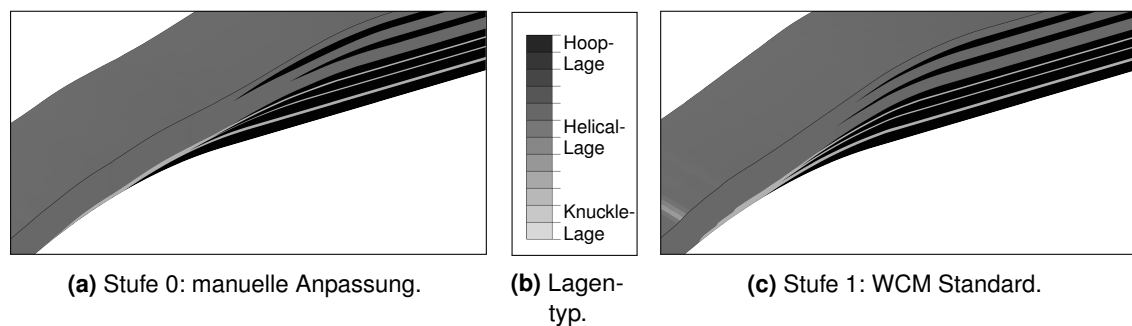 Hoop-
Lage
Helical-
Lage
Knuckle-
Lage
(a) Stufe 0: manuelle Anpassung.
(b) Lagen-
typ.
(c) Stufe 1: WCM Standard.